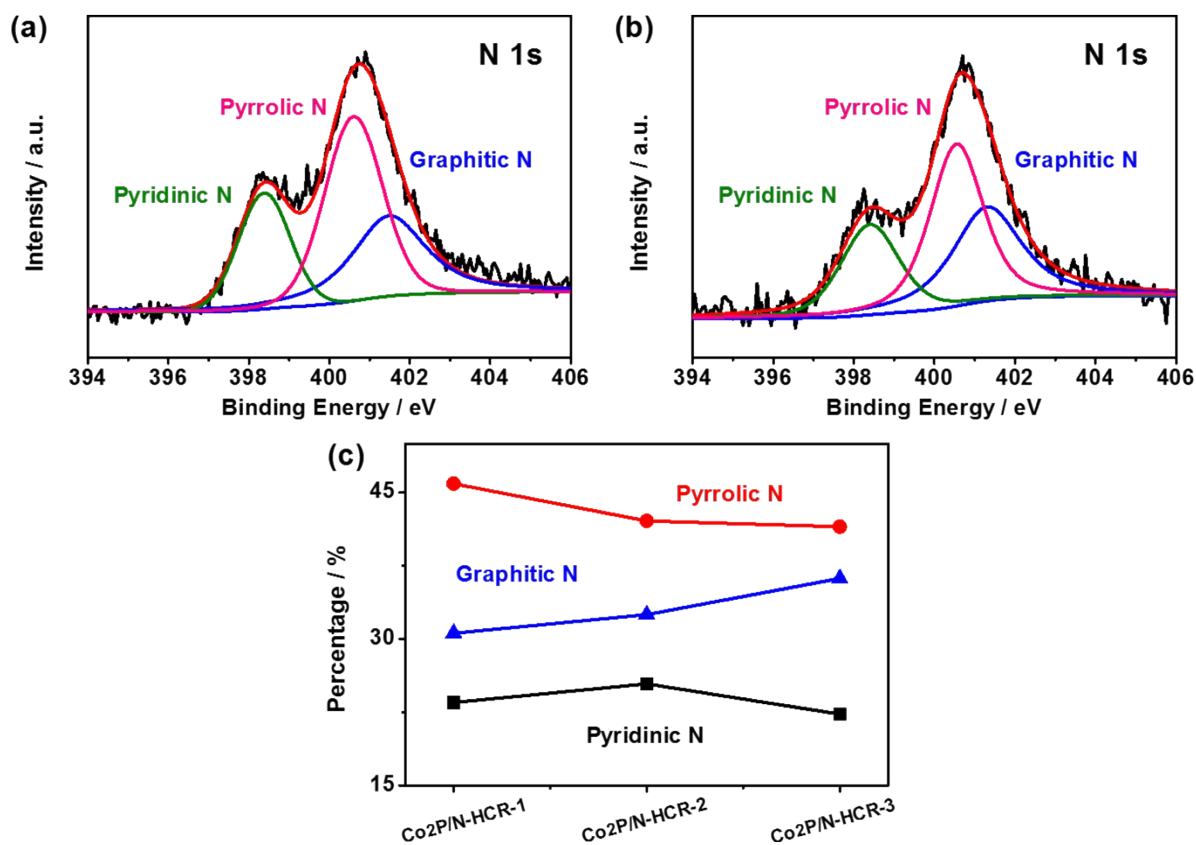 (a)
N 1s
Pyrrolic N
Graphitic N
Pyridinic N
Intensity / a.u.
394 396 398 400 402 404 406
Binding Energy / eV
(b)
N 1s
Pyrrolic N
Graphitic N
Pyridinic N
Intensity / a.u.
394 396 398 400 402 404 406
Binding Energy / eV
(c)
Pyrrolic N
Graphitic N
Pyridinic N
Percentage / %
45
30
15
Co2P/N-HCR-1 Co2P/N-HCR-2 Co2P/N-HCR-3